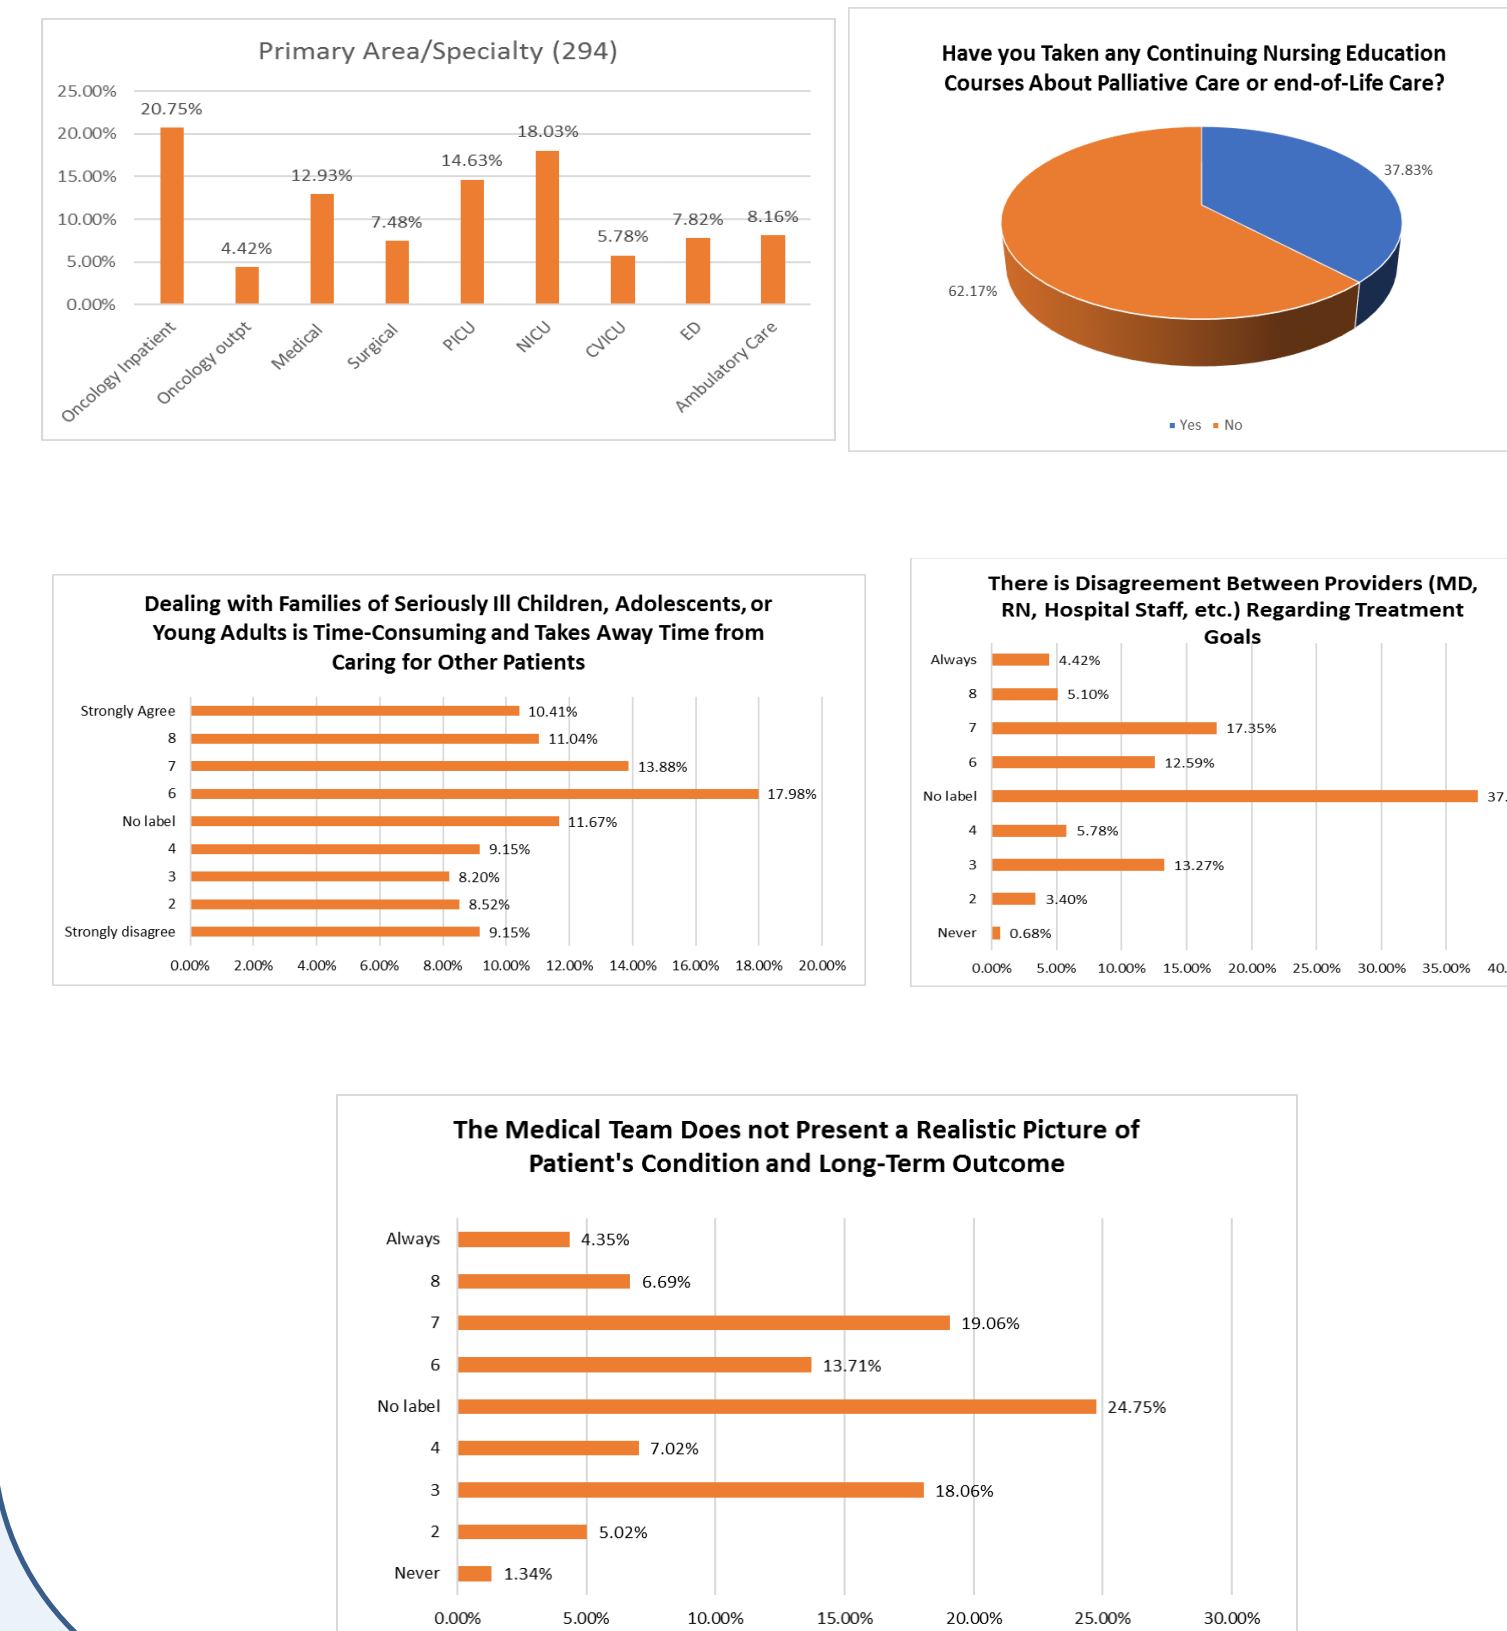 Primary Area/Specialty (294)
25.00%
20.00%
15.00%
10.00%
5.00%
0.00%
20.75%
4.42%
12.93%
7.48%
14.63%
18.03%
5.78%
7.82%
8.16%
Oncology Inpatient
Oncology outpt
Medical
Surgical
PICU
NICU
CVICU
ED
Ambulatory Care
Have you Taken any Continuing Nursing Education
Courses About Palliative Care or end-of-Life Care?
37.83%
62.17%
Yes No
Dealing with Families of Seriously Ill Children, Adolescents, or
Young Adults is Time-Consuming and Takes Away Time from
Caring for Other Patients
Strongly Agree 10.41%
8 11.04%
7 13.88%
6 17.98%
No label 11.67%
4 9.15%
3 8.20%
2 8.52%
Strongly disagree 9.15%
0.00% 2.00% 4.00% 6.00% 8.00% 10.00% 12.00% 14.00% 16.00% 18.00% 20.00%
There is Disagreement Between Providers (MD,
RN, Hospital Staff, etc.) Regarding Treatment
Goals
Always 4.42%
8 5.10%
7 17.35%
6 12.59%
No label 37.
4 5.78%
3 13.27%
2 3.40%
Never 0.68%
0.00% 5.00% 10.00% 15.00% 20.00% 25.00% 30.00% 35.00% 40.
The Medical Team Does not Present a Realistic Picture of
Patient's Condition and Long-Term Outcome
Always 4.35%
8 6.69%
7 19.06%
6 13.71%
No label 24.75%
4 7.02%
3 18.06%
2 5.02%
Never 1.34%
0.00% 5.00% 10.00% 15.00% 20.00% 25.00% 30.00%